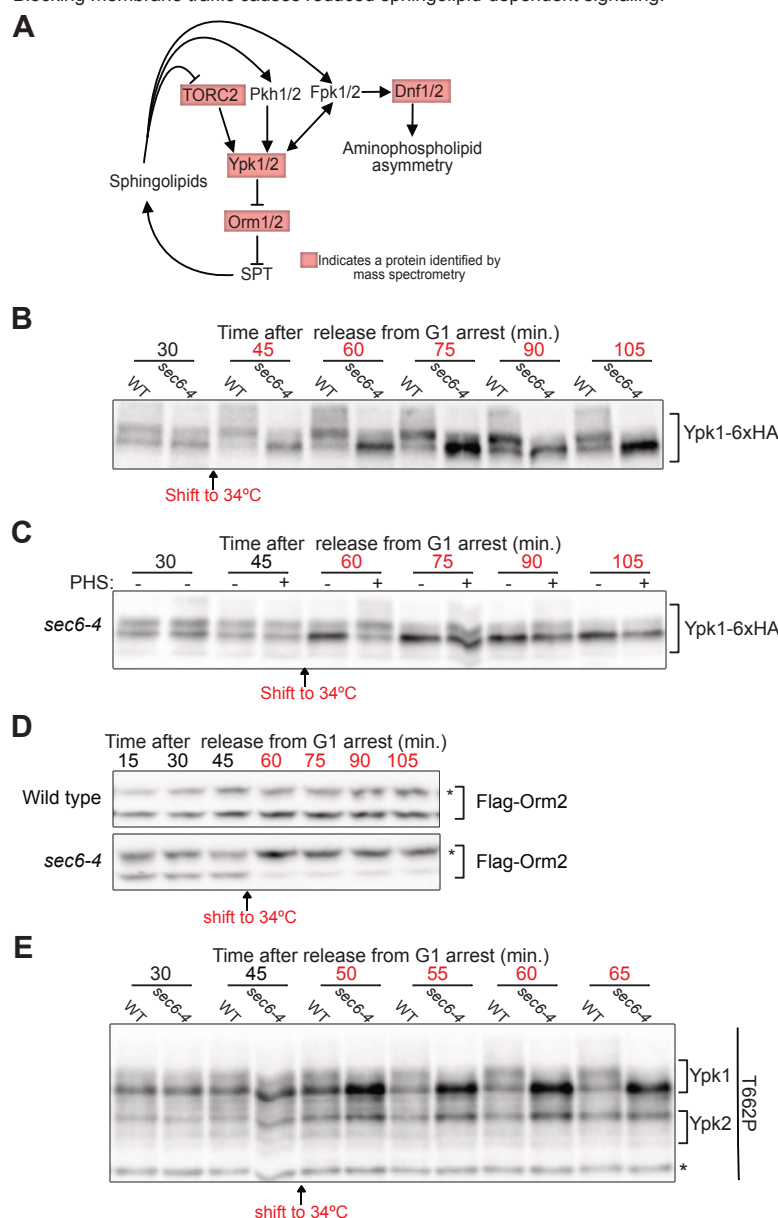 Blocking membrane traffic causes reduced sphingolipid-dependent signaling.
A
TORC2 Pkh1/2 Fpk1/2 Dnf1/2
Aminophospholipid
asymmetry
Ypk1/2
Sphingolipids
Orm1/2
SPT
Indicates a protein identified by
mass spectrometry
B
Time after release from G1 arrest (min.)
30 45 60 75 90 105
WT sec6-4 WT sec6-4 WT sec6-4 WT sec6-4 WT sec6-4 WT sec6-4
Ypk1-6xHA
Shift to 34ºC
C
Time after release from G1 arrest (min.)
30 45 60 75 90 105
PHS: - - - + - + - + - + - +
sec6-4
Ypk1-6xHA
Shift to 34ºC
D
Time after release from G1 arrest (min.)
15 30 45 60 75 90 105
Wild type * Flag-Orm2
sec6-4 * Flag-Orm2
shift to 34ºC
E
Time after release from G1 arrest (min.)
30 45 50 55 60 65
WT sec6-4 WT sec6-4 WT sec6-4 WT sec6-4 WT sec6-4 WT sec6-4
Ypk1
Ypk2
T662P
*
shift to 34ºC